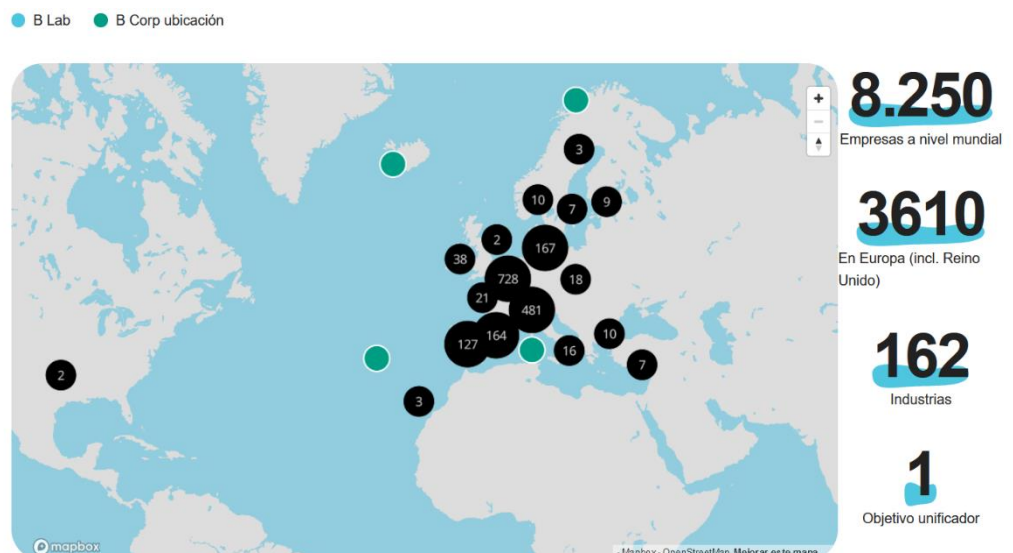 B Lab
B Corp ubicación
8.250
Empresas a nivel mundial
3610
En Europa (incl. Reino
Unido)
162
Industrias
1
Objetivo unificador
3
10
7
9
2
167
38
728
18
21
481
164
127
10
16
7
2
3
mapbox
- Mapbox - OpenStreetMap Mejorar este mapa